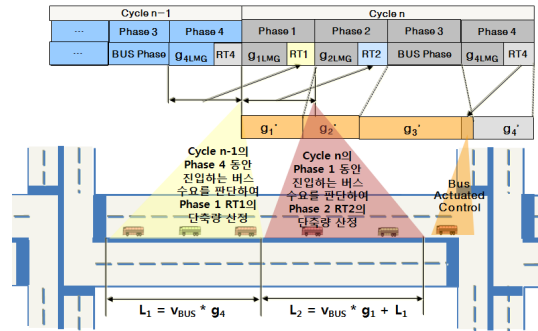 Cycle n-1
Cycle n
... Phase 3 Phase 4 Phase 1 Phase 2 Phase 3 Phase 4
... BUS Phase g4LMG RT4 g1LMG RT1 g2LMG RT2 BUS Phase g4LMG RT4
g1* g2* g3* g4*
Cycle n-1의
Phase 4 동안
진입하는 버스
수요를 판단하여
Phase 1 RT1의
단축량 산정
Cycle n의
Phase 1 동안
진입하는 버스
수요를 판단하여
Phase 2 RT2의
단축량 산정
Bus
Actuated
Control
L1 = vBUS * g4
L2 = vBUS * g1 + L1